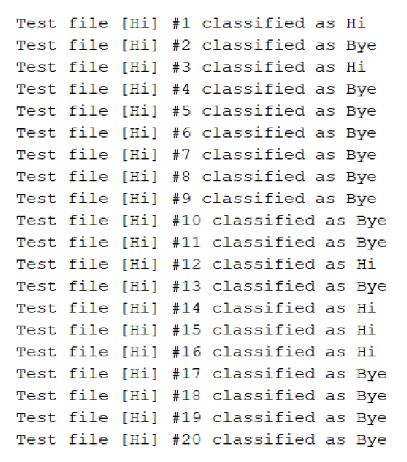 Test file [Hi] #1 classified as Hi
Test file [Hi] #2 classified as Bye
Test file [Hi] #3 classified as Hi
Test file [Hi] #4 classified as Bye
Test file [Hi] #5 classified as Bye
Test file [Hi] #6 classified as Bye
Test file [Hi] #7 classified as Bye
Test file [Hi] #8 classified as Bye
Test file [Hi] #9 classified as Bye
Test file [Hi] #10 classified as Bye
Test file [Hi] #11 classified as Bye
Test file [Hi] #12 classified as Hi
Test file [Hi] #13 classified as Bye
Test file [Hi] #14 classified as Hi
Test file [Hi] #15 classified as Hi
Test file [Hi] #16 classified as Hi
Test file [Hi] #17 classified as Bye
Test file [Hi] #18 classified as Bye
Test file [Hi] #19 classified as Bye
Test file [Hi] #20 classified as Bye